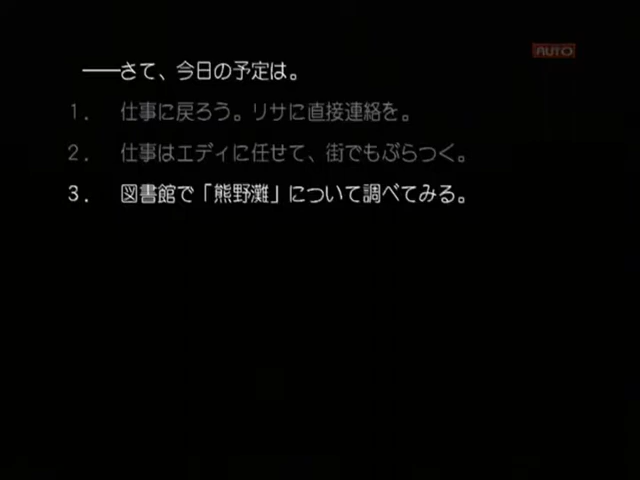 AUTO
――さて、今日の予定は。
１． 仕事に戻ろう。リサに直接連絡を。
２． 仕事はエディに任せて、街でもぶらつく。
３． 図書館で「熊野灘」について調べてみる。